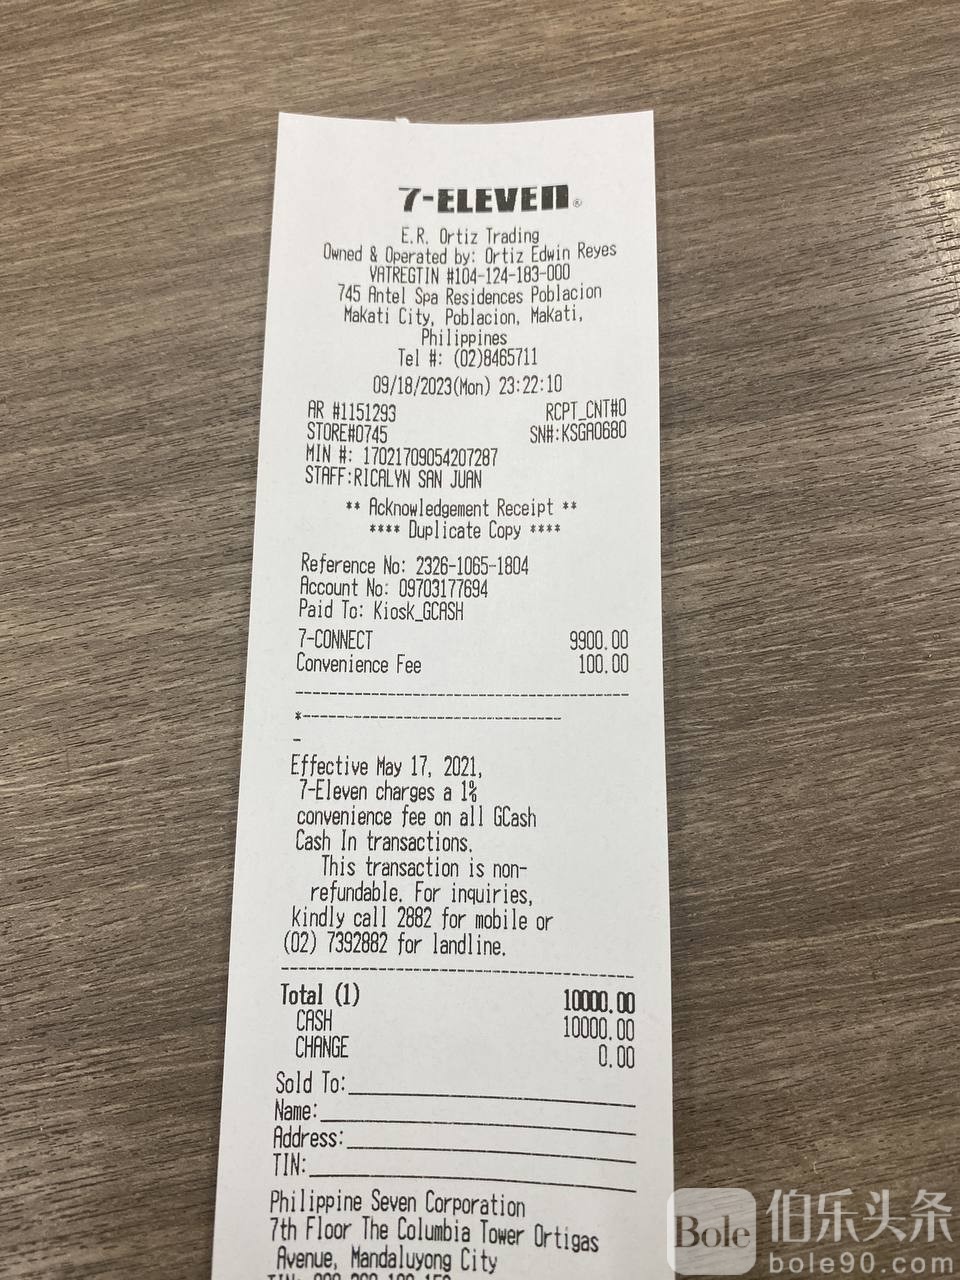 7-ELEVEN®
E.R. Ortiz Trading
Owned & Operated by: Ortiz Edwin Reyes
VATREGTIN #104-124-183-000
745 Antel Spa Residences Poblacion
Makati City, Poblacion, Makati,
Philippines
Tel #: (02)8465711
09/18/2023(Mon) 23:22:10
AR #1151293 RCPT_CNT#0
STORE#0745 SN#:KSGA0680
MIN #: 17021709054207287
STAFF:RICALYN SAN JUAN
** Acknowledgement Receipt **
**** Duplicate Copy ****
Reference No: 2326-1065-1804
Account No: 09703177694
Paid To: Kiosk_GCASH
7-CONNECT 9900.00
Convenience Fee 100.00
Effective May 17, 2021,
7-Eleven charges a 1%
convenience fee on all GCash
Cash In transactions.
This transaction is non-
refundable. For inquiries,
kindly call 2882 for mobile or
(02) 7392882 for landline.
Total (1) 10000.00
CASH 10000.00
CHANGE 0.00
Sold To:
Name:
Address:
TIN:
Philippine Seven Corporation
7th Floor The Columbia Tower Ortigas
Avenue, Mandaluyong City
Bole 伯乐头条
bole90.com